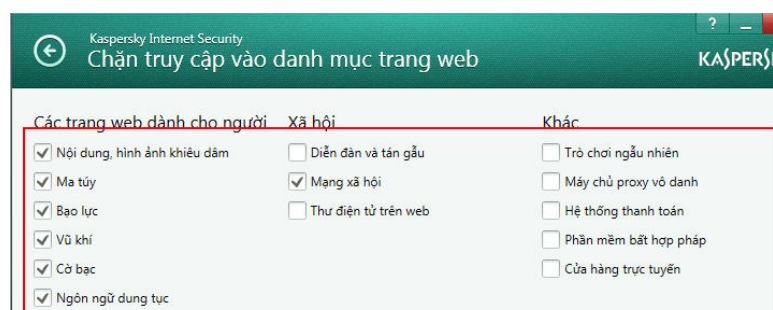 Kaspersky Internet Security
Chặn truy cập vào danh mục trang web
Các trang web dành cho người
Nội dung, hình ảnh khiêu dâm
Ma túy
Bạo lực
Vũ khí
Cờ bạc
Ngôn ngữ dung tục
Xã hội
Diễn đàn và tán gẫu
Mạng xã hội
Thư điện tử trên web
Khác
Trò chơi ngẫu nhiên
Máy chủ proxy vô danh
Hệ thống thanh toán
Phần mềm bất hợp pháp
Cửa hàng trực tuyến